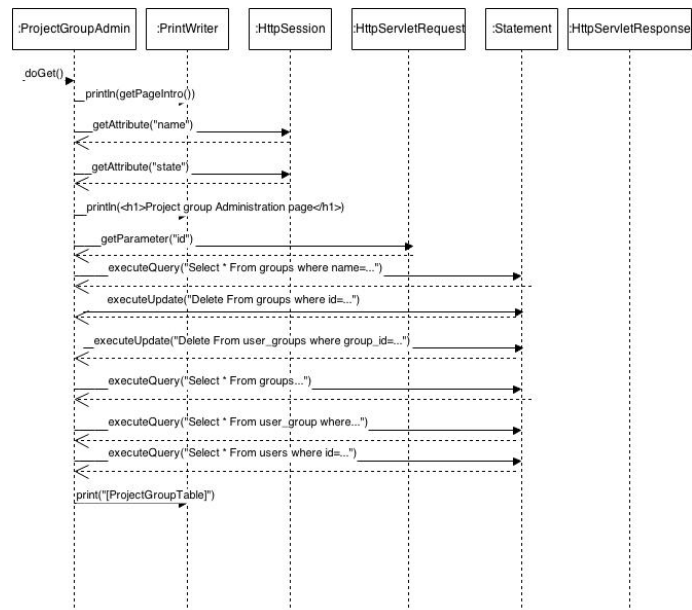 :ProjectGroupAdmin :PrintWriter :HttpSession :HttpServletRequest :Statement :HttpServletResponse
doGet()
println(getPageIntro())
getAttribute("name")
getAttribute("state")
println(<h1>Project group Administration page</h1>)
getParameter("id")
executeQuery("Select * From groups where name=...")
executeUpdate("Delete From groups where id=...")
executeUpdate("Delete From user_groups where group_id=...")
executeQuery("Select * From groups...")
executeQuery("Select * From user_group where...")
executeQuery("Select * From users where id=...")
print("[ProjectGroupTable]")